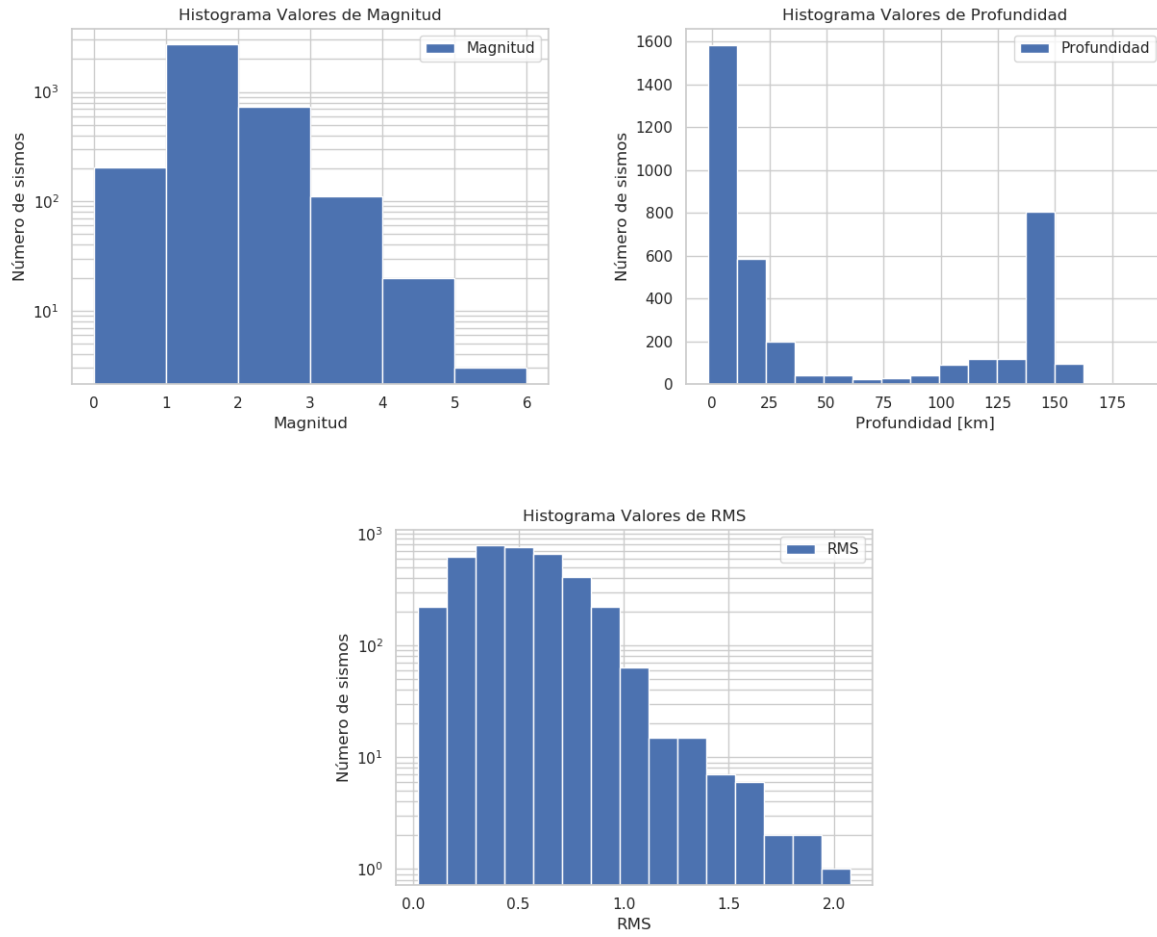 Histograma Valores de Magnitud
Magnitud
10³
10²
10¹
Número de sismos
0 1 2 3 4 5 6
Magnitud
Histograma Valores de Profundidad
Profundidad
1600
1400
1200
1000
800
600
400
200
0
Número de sismos
0 25 50 75 100 125 150 175
Profundidad [km]
Histograma Valores de RMS
RMS
10³
10²
10¹
10⁰
Número de sismos
0.0 0.5 1.0 1.5 2.0
RMS